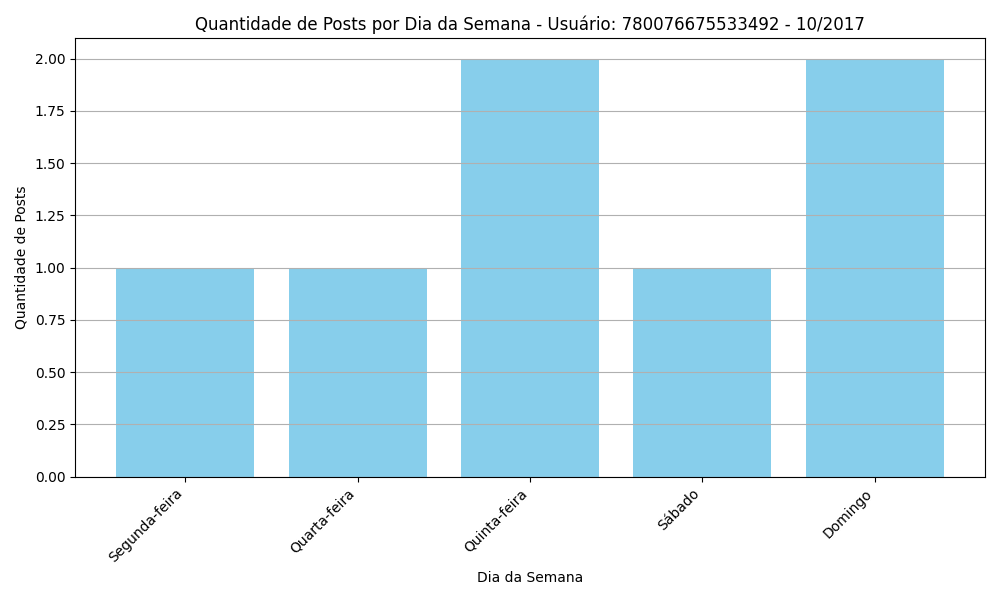 Quantidade de Posts por Dia da Semana - Usuário: 780076675533492 - 10/2017
Quantidade de Posts
2.00
1.75
1.50
1.25
1.00
0.75
0.50
0.25
0.00
Segunda-feira
Quarta-feira
Quinta-feira
Sábado
Domingo
Dia da Semana